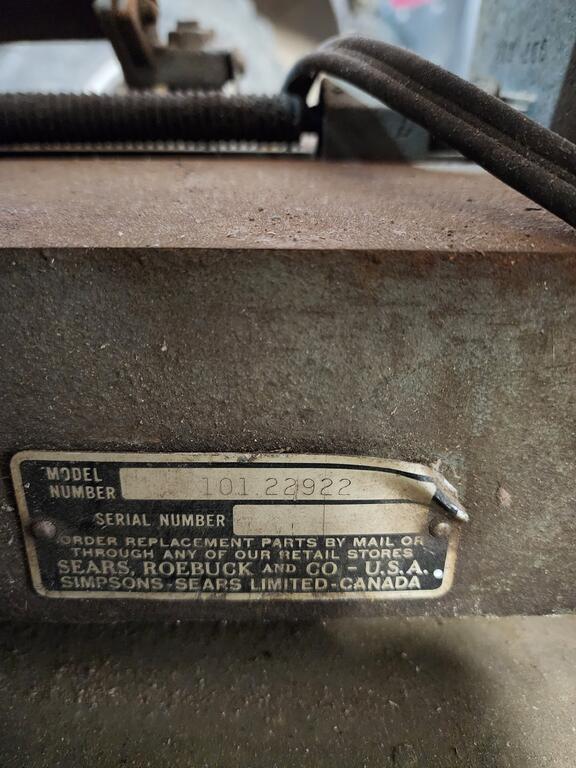 MODEL
NUMBER 101.22922
SERIAL NUMBER
ORDER REPLACEMENT PARTS BY MAIL OR
THROUGH ANY OF OUR RETAIL STORES
SEARS, ROEBUCK AND CO - U.S.A.
SIMPSONS-SEARS LIMITED-CANADA